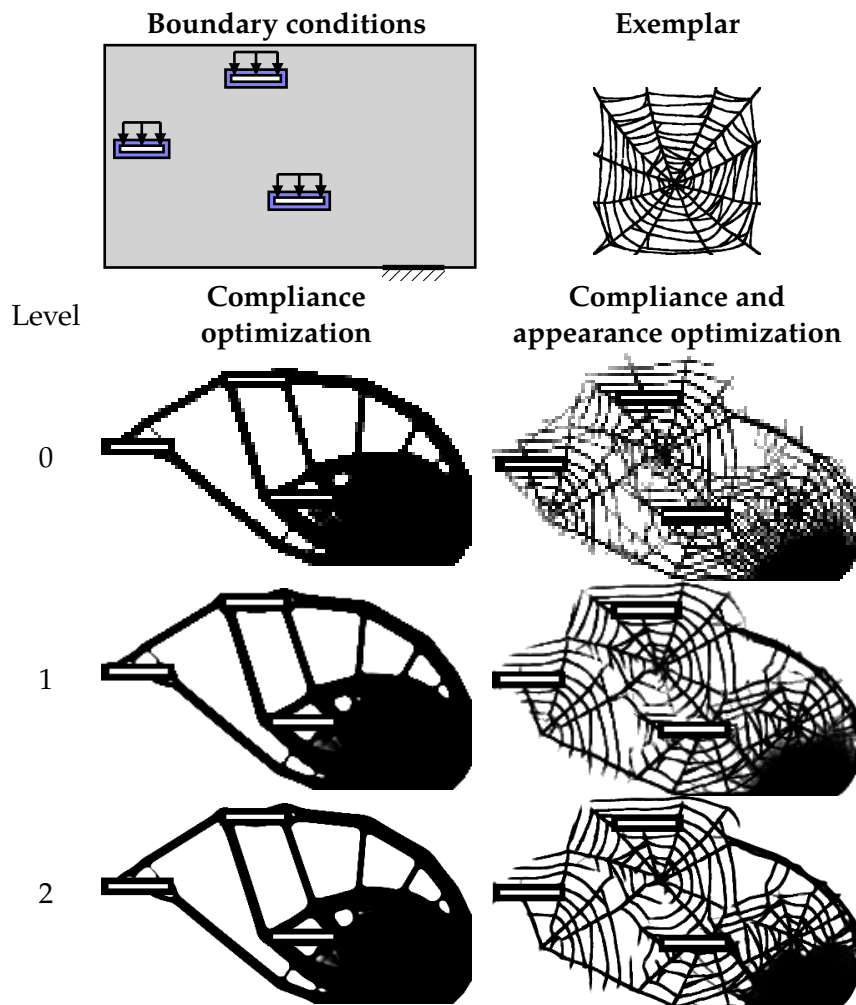 Boundary conditions
Exemplar
Level
Compliance
optimization
Compliance and
appearance optimization
0
1
2